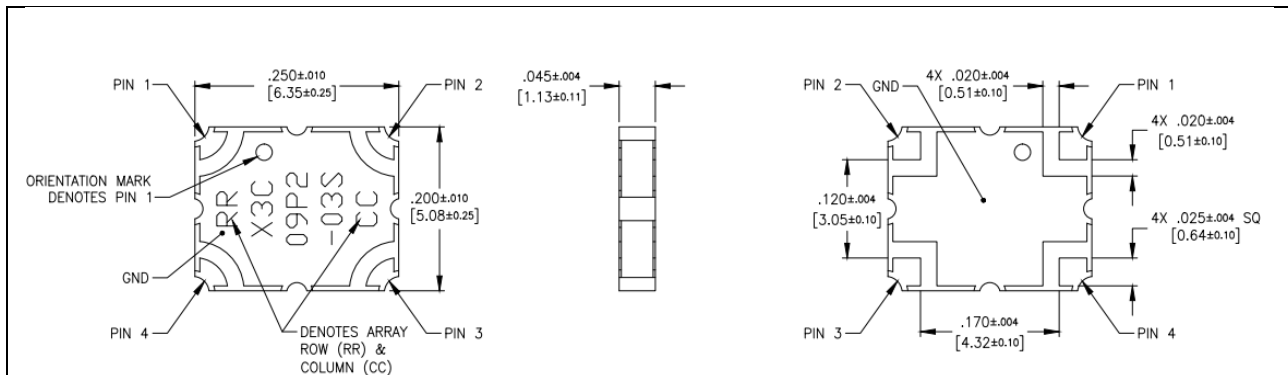 PIN 1
.250±.010
[6.35±0.25]
PIN 2
ORIENTATION MARK
DENOTES PIN 1
RR
X3C
09P2
-03S
CC
.200±.010
[5.08±0.25]
GND
PIN 4
DENOTES ARRAY
ROW (RR) &
COLUMN (CC)
PIN 3
.045±.004
[1.13±0.11]
PIN 2
GND
4X .020±.004
[0.51±0.10]
PIN 1
4X .020±.004
[0.51±0.10]
.120±.004
[3.05±0.10]
4X .025±.004 SQ
[0.64±0.10]
PIN 3
.170±.004
[4.32±0.10]
PIN 4